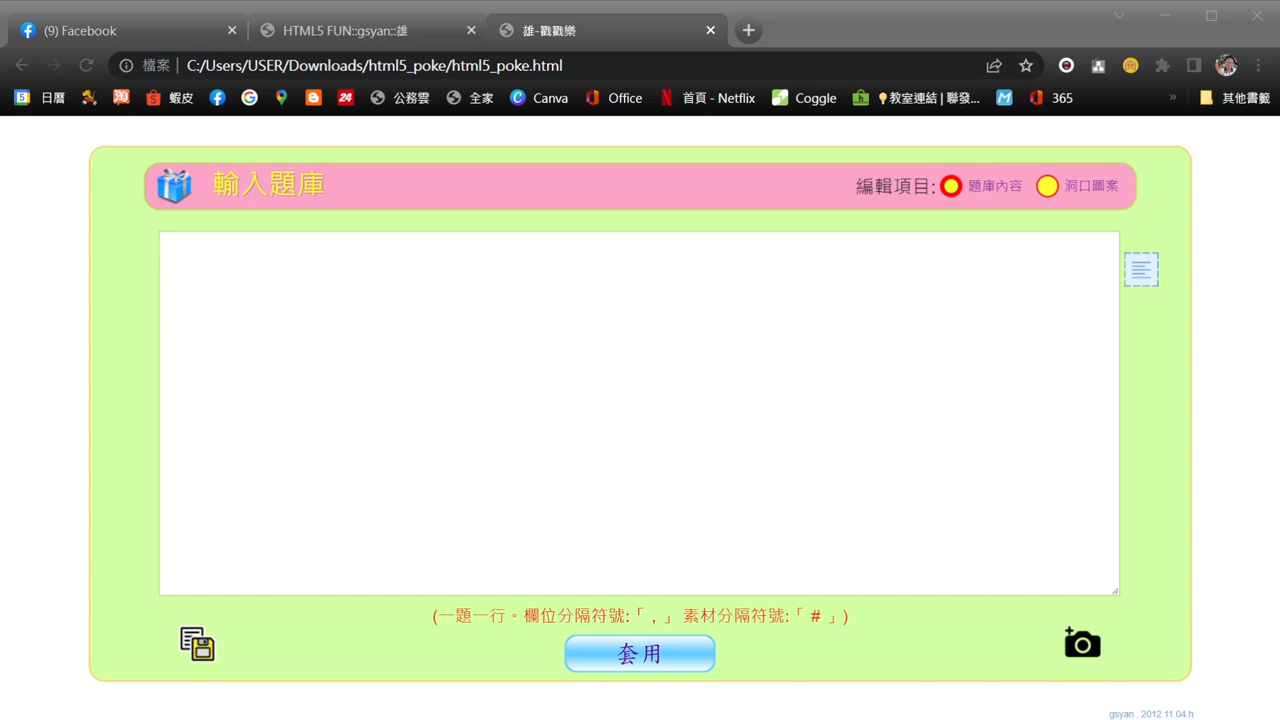 (9) Facebook
HTML5 FUN::gsyan::雄
雄-戳戳樂
檔案
C:/Users/USER/Downloads/html5_poke/html5_poke.html
5 日曆 淘 蝦皮 24 公務雲 全家 Canva Office 首頁 - Netflix Coggle 教室連結 | 聯發... 365 » 其他書籤
輸入題庫
編輯項目: 題庫內容 洞口圖案
(一題一行。欄位分隔符號:「 , 」 素材分隔符號:「 # 」)
套用
gsyan , 2012.11.04.h